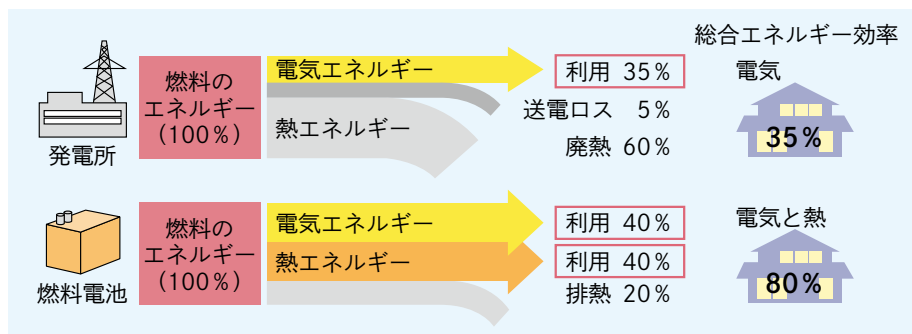 総合エネルギー効率
発電所
燃料の
エネルギー
(100%)
電気エネルギー
熱エネルギー
利用 35%
送電ロス 5%
廃熱 60%
電気
35%
燃料電池
燃料の
エネルギー
(100%)
電気エネルギー
熱エネルギー
利用 40%
利用 40%
排熱 20%
電気と熱
80%